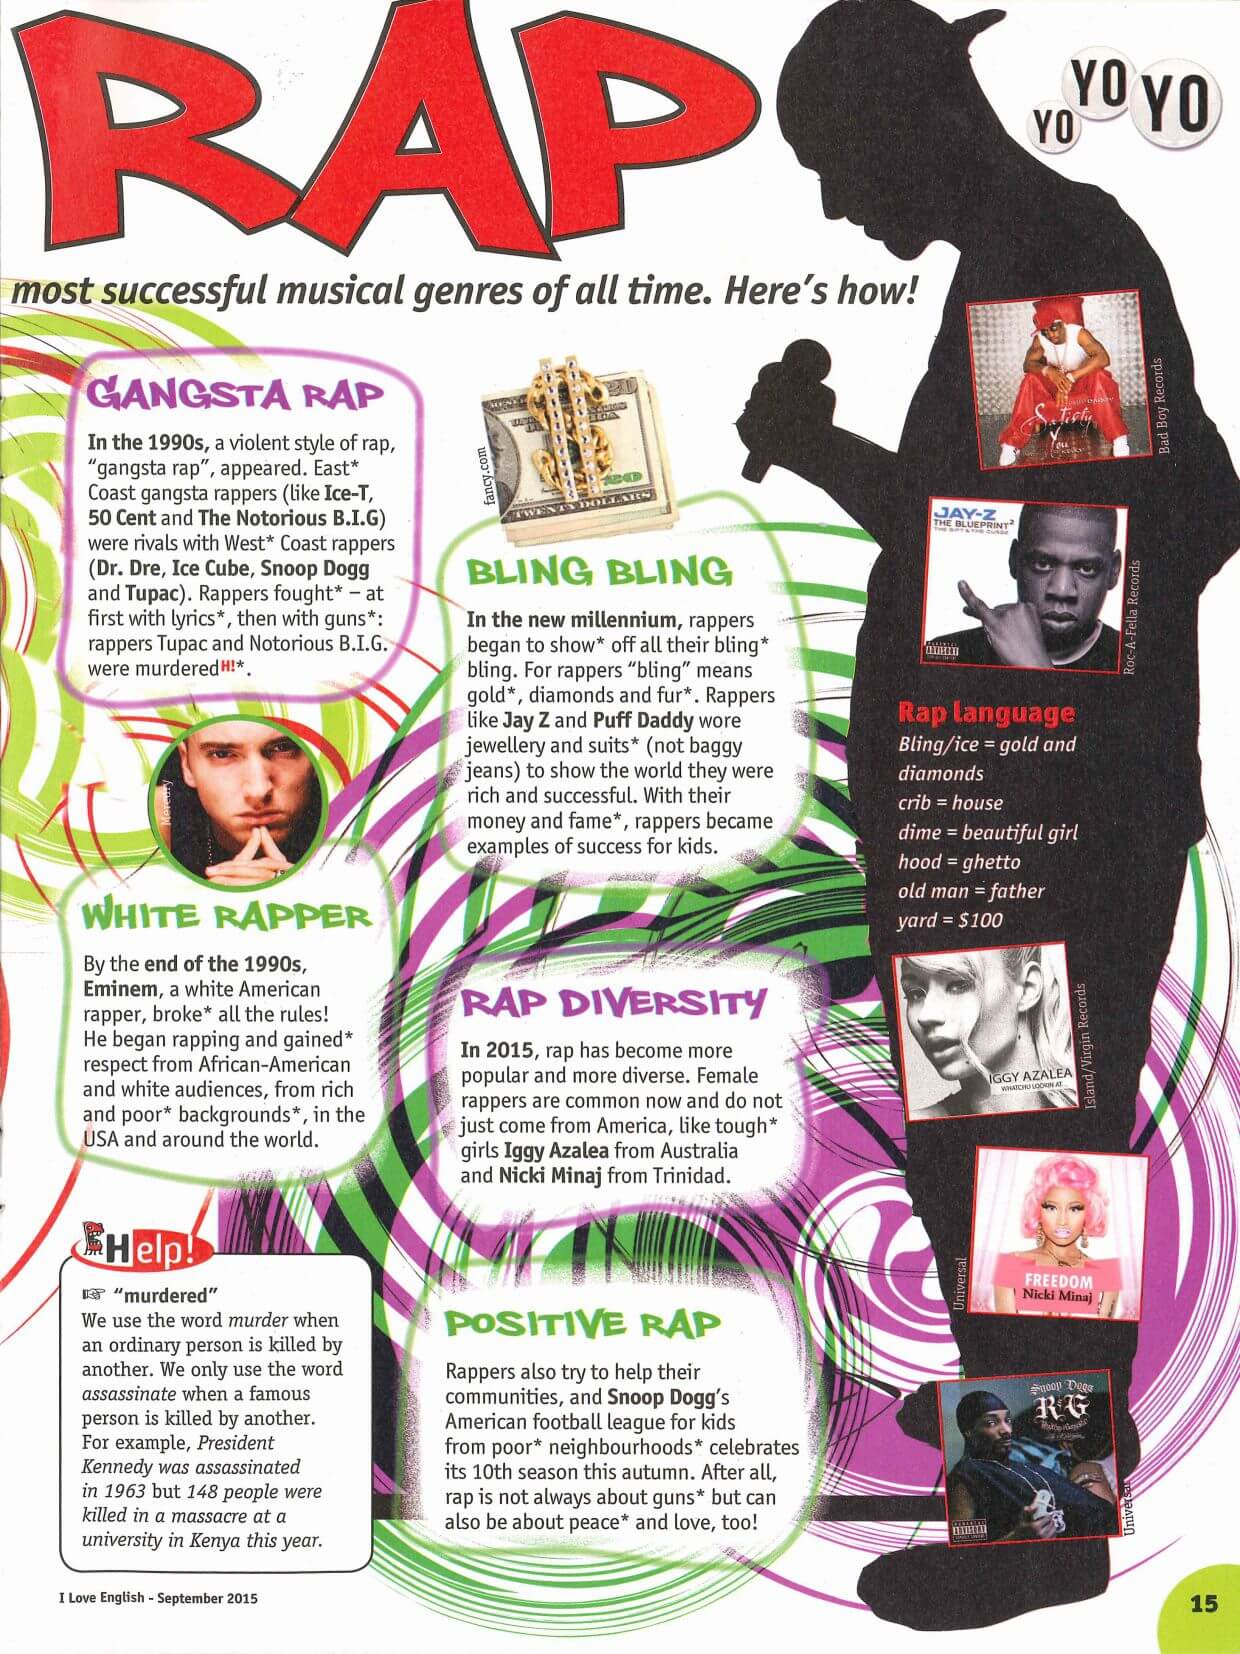 RAP
YO
YO
YO
most successful musical genres of all time. Here's how!
GANGSTA RAP
In the 1990s, a violent style of rap,
"gangsta rap", appeared. East*
Coast gangsta rappers (like Ice-T,
50 Cent and The Notorious B.I.G)
were rivals with West* Coast rappers
(Dr. Dre, Ice Cube, Snoop Dogg
and Tupac). Rappers fought* – at
first with lyrics*, then with guns*:
rappers Tupac and Notorious B.I.G.
were murderedH!*.
Mercury
WHITE RAPPER
By the end of the 1990s,
Eminem, a white American
rapper, broke* all the rules!
He began rapping and gained*
respect from African-American
and white audiences, from rich
and poor* backgrounds*, in the
USA and around the world.
Help!
☞ "murdered"
We use the word murder when
an ordinary person is killed by
another. We only use the word
assassinate when a famous
person is killed by another.
For example, President
Kennedy was assassinated
in 1963 but 148 people were
killed in a massacre at a
university in Kenya this year.
fancy.com
20
TWENTY DOLLARS
BLING BLING
In the new millennium, rappers
began to show* off all their bling*
bling. For rappers "bling" means
gold*, diamonds and fur*. Rappers
like Jay Z and Puff Daddy wore
jewellery and suits* (not baggy
jeans) to show the world they were
rich and successful. With their
money and fame*, rappers became
examples of success for kids.
RAP DIVERSITY
In 2015, rap has become more
popular and more diverse. Female
rappers are common now and do not
just come from America, like tough*
girls Iggy Azalea from Australia
and Nicki Minaj from Trinidad.
POSITIVE RAP
Rappers also try to help their
communities, and Snoop Dogg's
American football league for kids
from poor* neighbourhoods* celebrates
its 10th season this autumn. After all,
rap is not always about guns* but can
also be about peace* and love, too!
Satisfy
You
Bad Boy Records
JAY-Z
THE BLUEPRINT²
THE GIFT & THE CURSE
Roc-A-Fella Records
Rap language
Bling/ice = gold and
diamonds
crib = house
dime = beautiful girl
hood = ghetto
old man = father
yard = $100
IGGY AZALEA
WHATCHU LOOKIN AT
Island/Virgin Records
FREEDOM
Nicki Minaj
Universal
Snoop Dogg
R&G
Universal
I Love English - September 2015
15